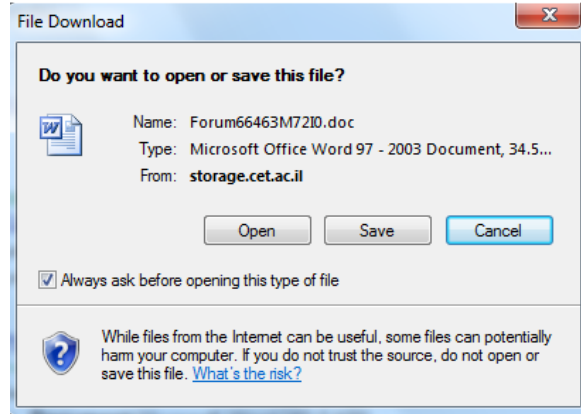 File Download
Do you want to open or save this file?
Name: Forum66463M72I0.doc
Type: Microsoft Office Word 97 - 2003 Document, 34.5...
From: storage.cet.ac.il
Open Save Cancel
Always ask before opening this type of file
While files from the Internet can be useful, some files can potentially
harm your computer. If you do not trust the source, do not open or
save this file. What's the risk?